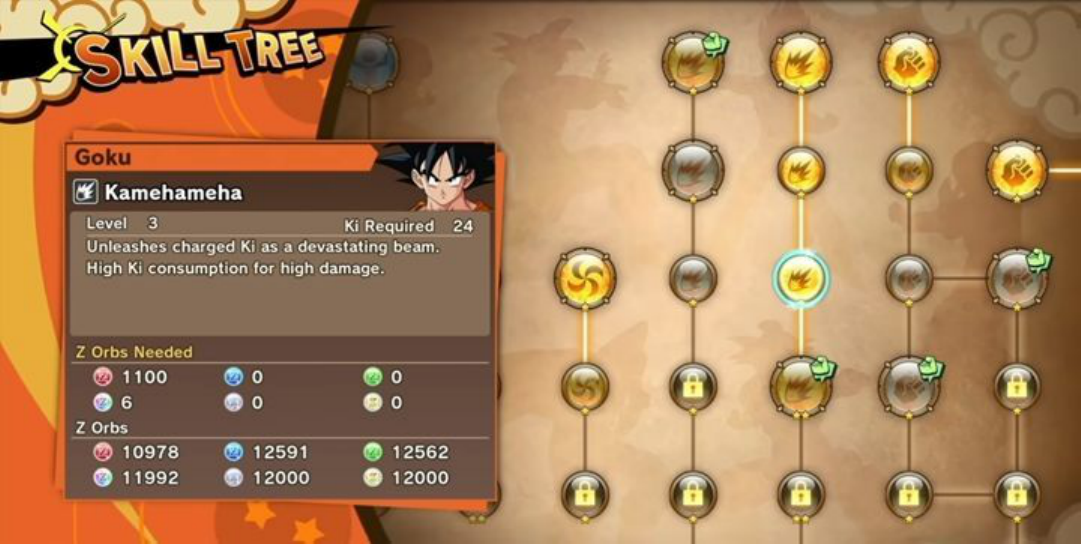 SKILL TREE
Goku
Kamehameha
Level 3 Ki Required 24
Unleashes charged Ki as a devastating beam.
High Ki consumption for high damage.
Z Orbs Needed
1100 0 0
6 0 0
Z Orbs
10978 12591 12562
11992 12000 12000